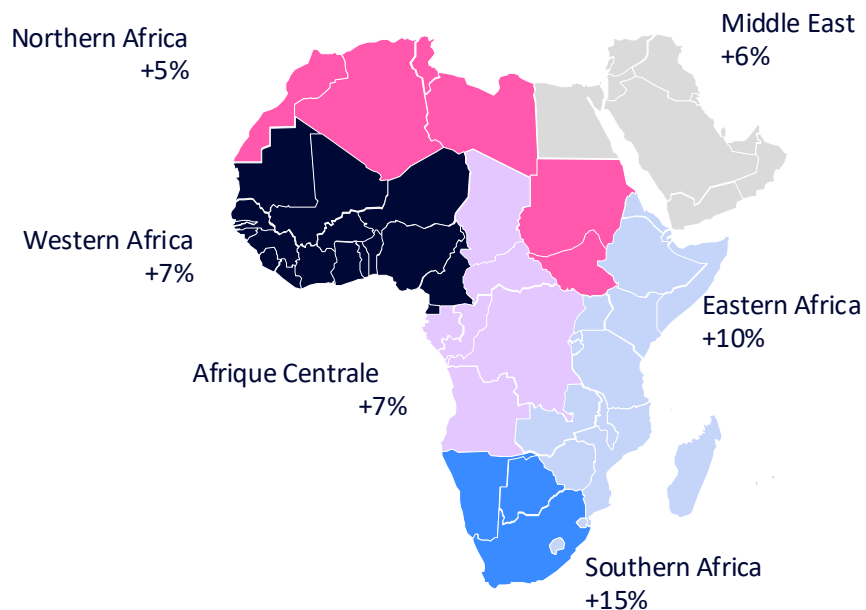 Northern Africa
+5%
Middle East
+6%
Western Africa
+7%
Eastern Africa
+10%
Afrique Centrale
+7%
Southern Africa
+15%